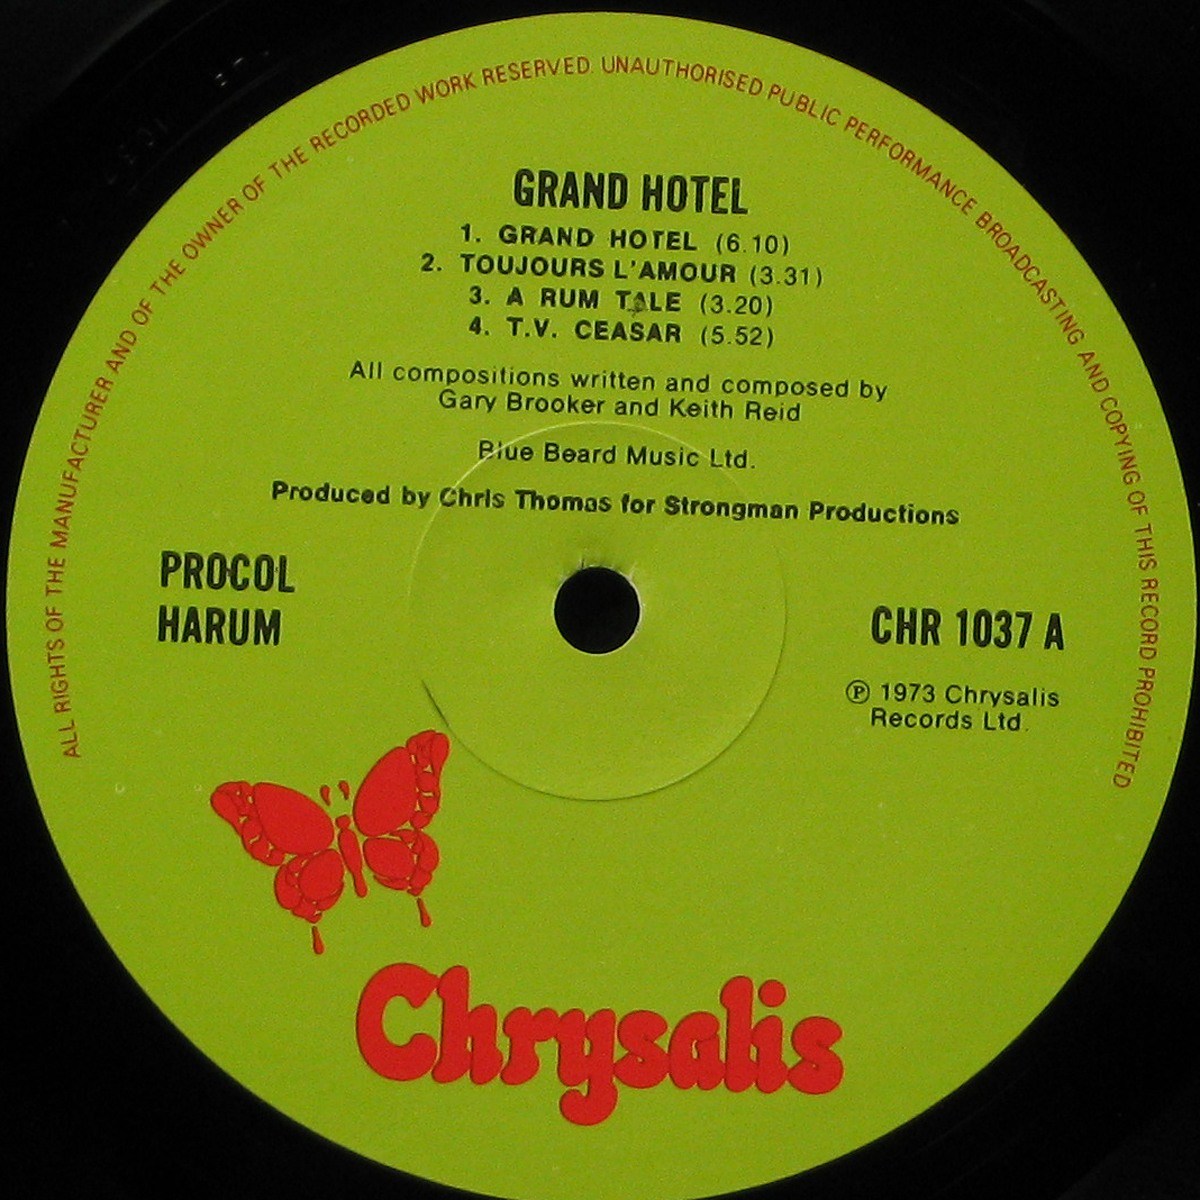 ALL RIGHTS OF THE MANUFACTURER AND OF THE OWNER OF THE RECORDED WORK RESERVED. UNAUTHORISED PUBLIC PERFORMANCE BROADCASTING AND COPYING OF THIS RECORD PROHIBITED
GRAND HOTEL
1. GRAND HOTEL (6.10)
2. TOUJOURS L'AMOUR (3.31)
3. A RUM TALE (3.20)
4. T.V. CEASAR (5.52)
All compositions written and composed by
Gary Brooker and Keith Reid
Blue Beard Music Ltd.
Produced by Chris Thomas for Strongman Productions
PROCOL
HARUM
CHR 1037 A
℗ 1973 Chrysalis
Records Ltd.
Chrysalis